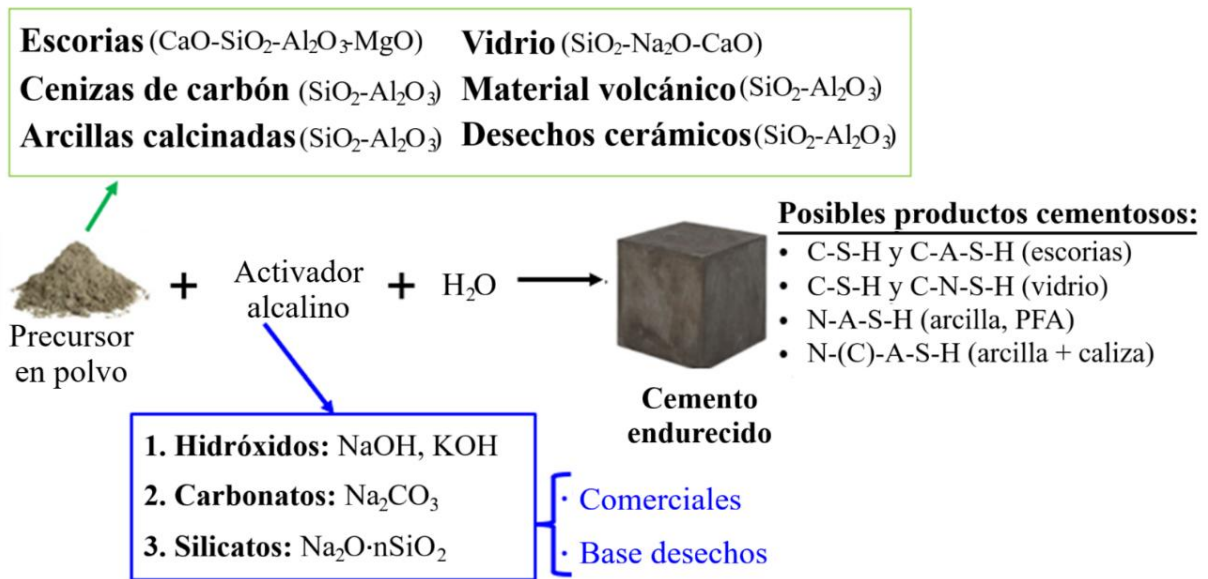 Escorias (CaO-SiO₂-Al₂O₃-MgO) Vidrio (SiO₂-Na₂O-CaO)
Cenizas de carbón (SiO₂-Al₂O₃) Material volcánico (SiO₂-Al₂O₃)
Arcillas calcinadas (SiO₂-Al₂O₃) Desechos cerámicos (SiO₂-Al₂O₃)
Precursor
en polvo
+
Activador
alcalino
+
H₂O
Cemento
endurecido
Posibles productos cementosos:
• C-S-H y C-A-S-H (escorias)
• C-S-H y C-N-S-H (vidrio)
• N-A-S-H (arcilla, PFA)
• N-(C)-A-S-H (arcilla + caliza)
1. Hidróxidos: NaOH, KOH
2. Carbonatos: Na₂CO₃
3. Silicatos: Na₂O·nSiO₂
· Comerciales
· Base desechos